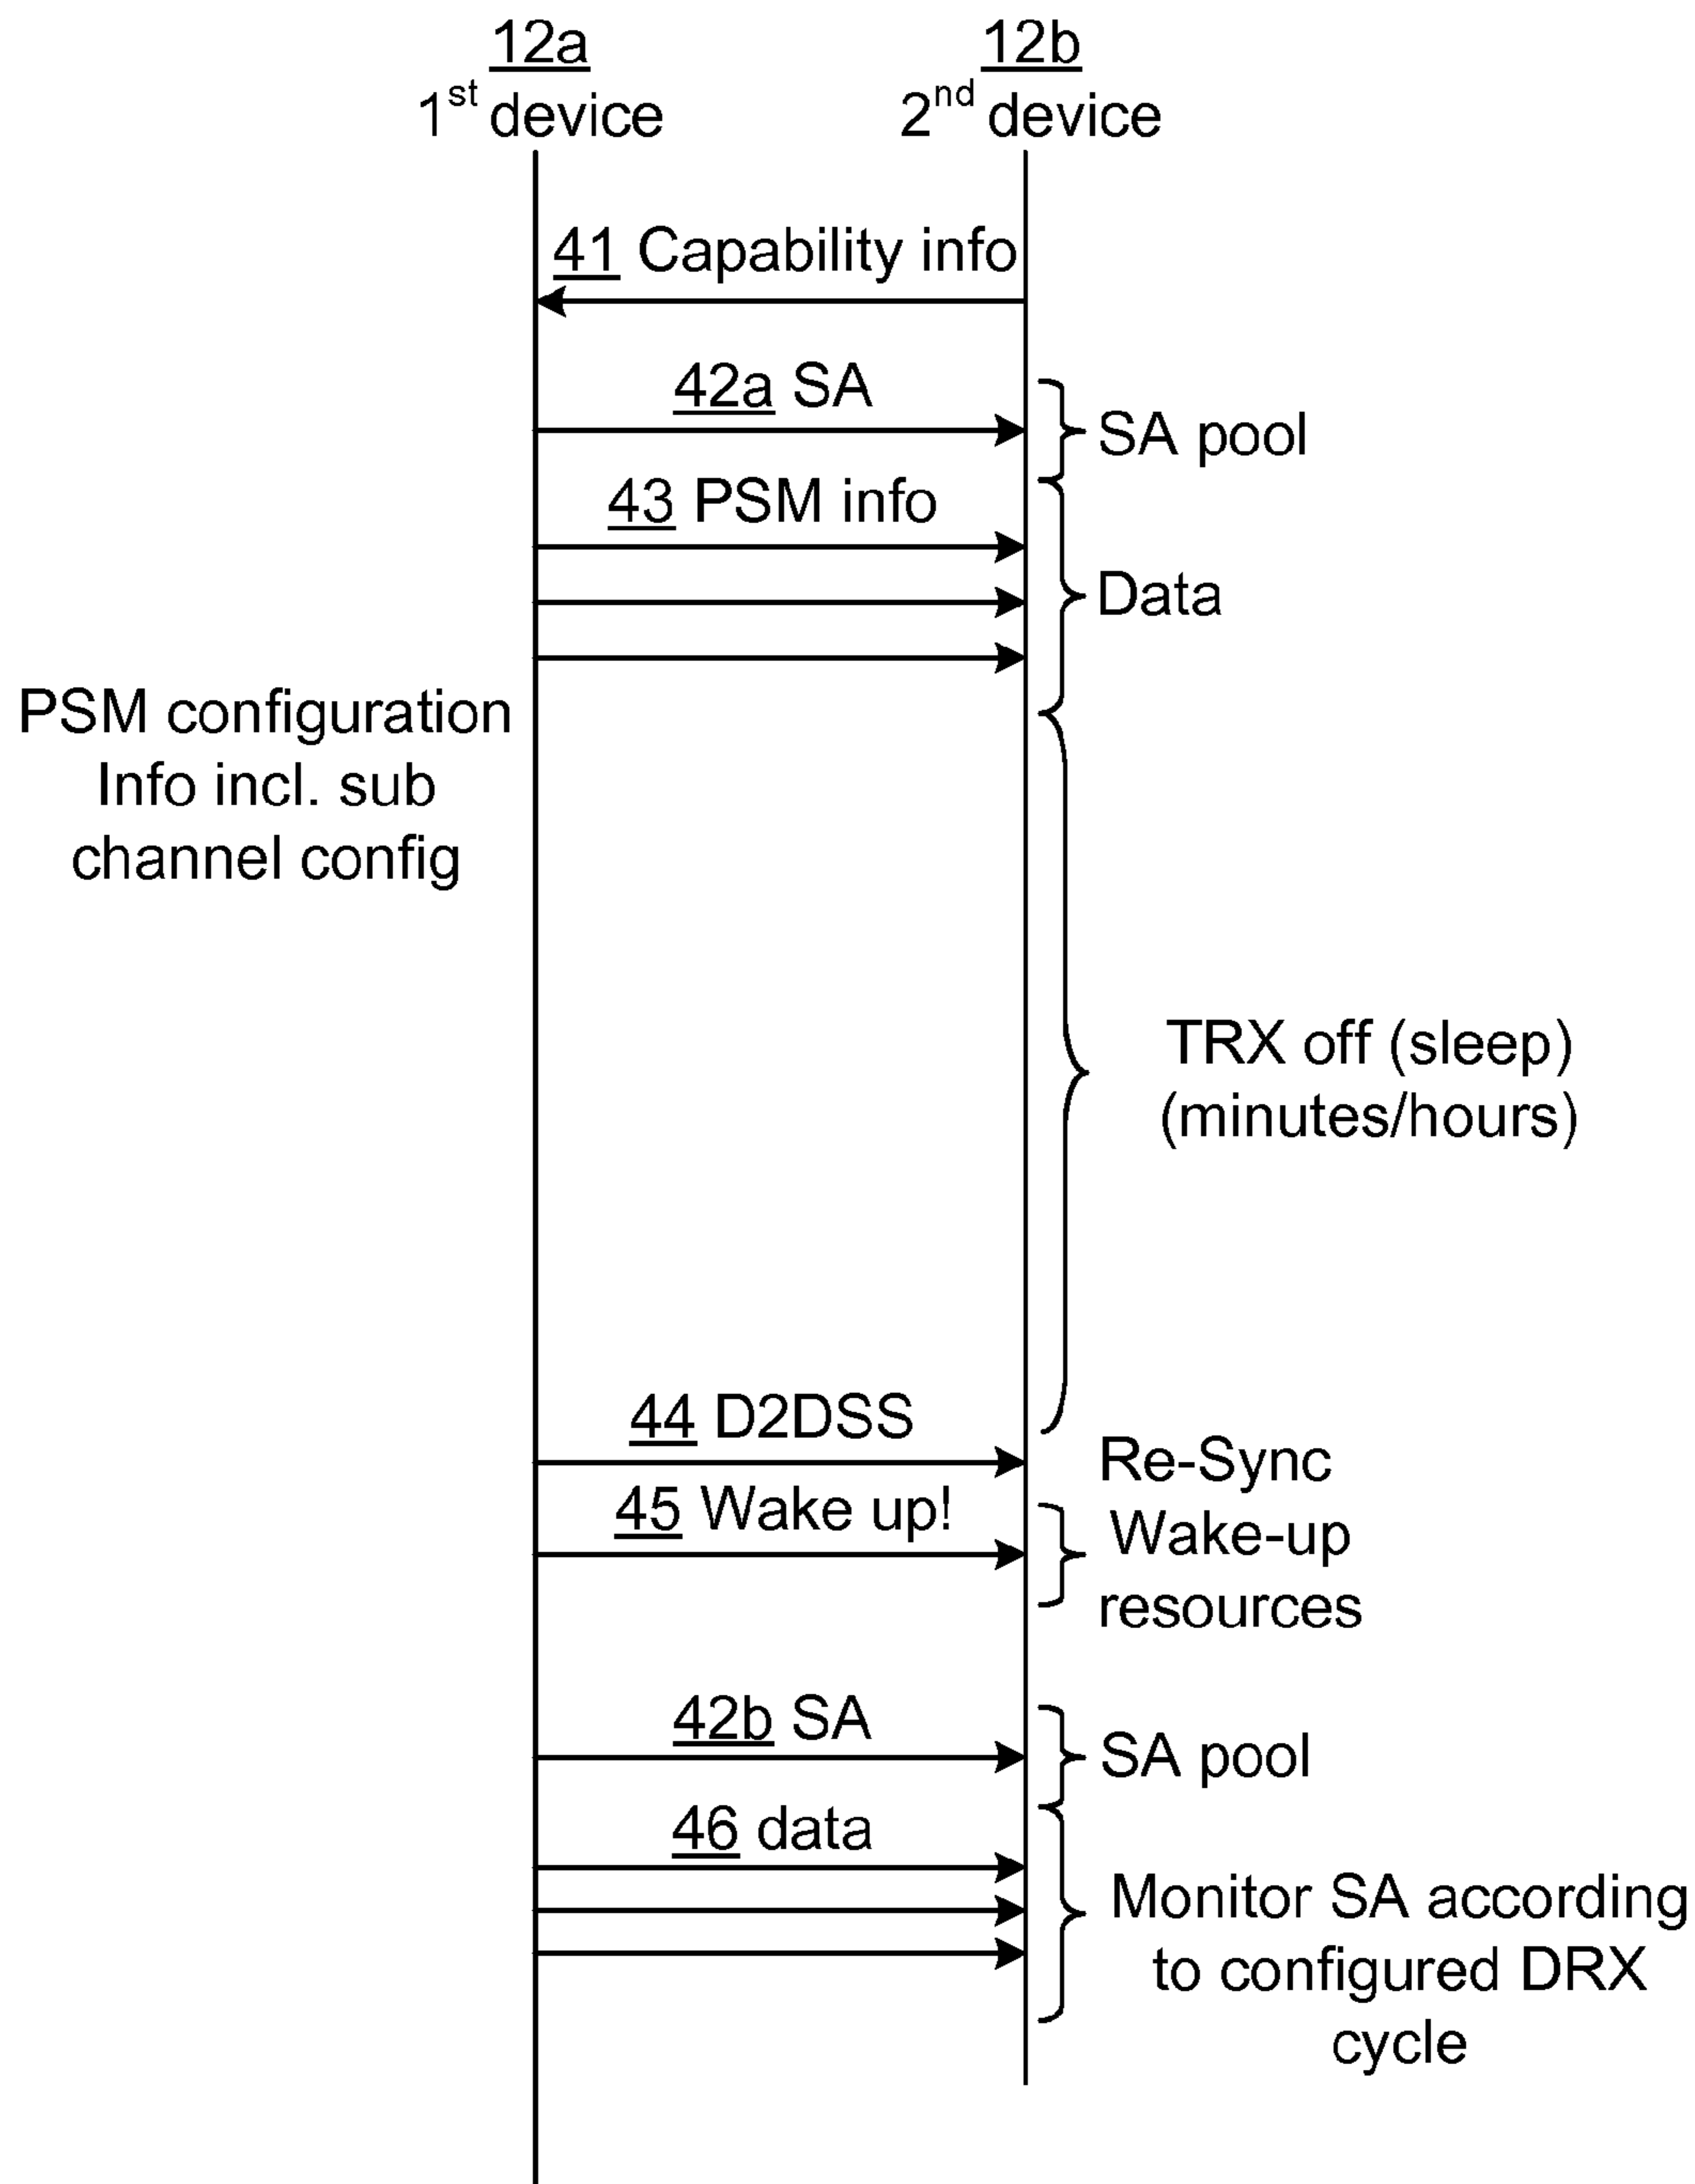 12a
12b
1st device
2nd device
41 Capability info
42a SA
SA pool
43 PSM info
Data
PSM configuration
Info incl. sub
channel config
TRX off (sleep)
(minutes/hours)
44 D2DSS
Re-Sync
45 Wake up!
Wake-up
resources
42b SA
SA pool
46 data
Monitor SA according
to configured DRX
cycle